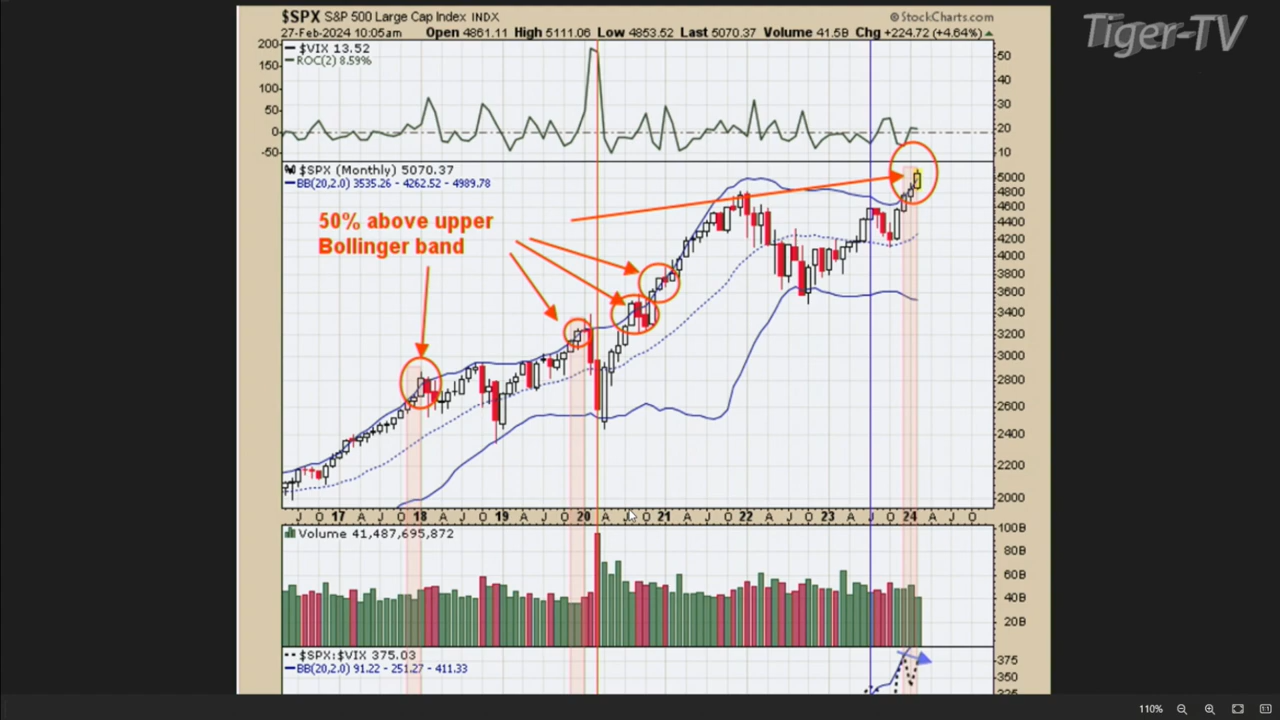 $SPX S&P 500 Large Cap Index INDX
© StockCharts.com
Tiger-TV
27-Feb-2024 10:05am Open 4861.11 High 5111.06 Low 4853.52 Last 5070.37 Volume 41.5B Chg +224.72 (+4.64%)
$VIX 13.52
ROC(2) 8.59%
200
150
100
50
0
-50
50
40
30
20
10
$SPX (Monthly) 5070.37
BB(20,2.0) 3535.26 - 4262.52 - 4989.78
50% above upper
Bollinger band
5000
4800
4600
4400
4200
4000
3800
3600
3400
3200
3000
2800
2600
2400
2200
2000
J O 17 A J O 18 A J O 19 A J O 20 A J O 21 A J O 22 A J O 23 A J O 24 A J O
Volume 41,487,695,872
100B
80B
60B
40B
20B
$SPX:$VIX 375.03
BB(20,2.0) 91.22 - 251.27 - 411.33
375
350
325
110%
1:1